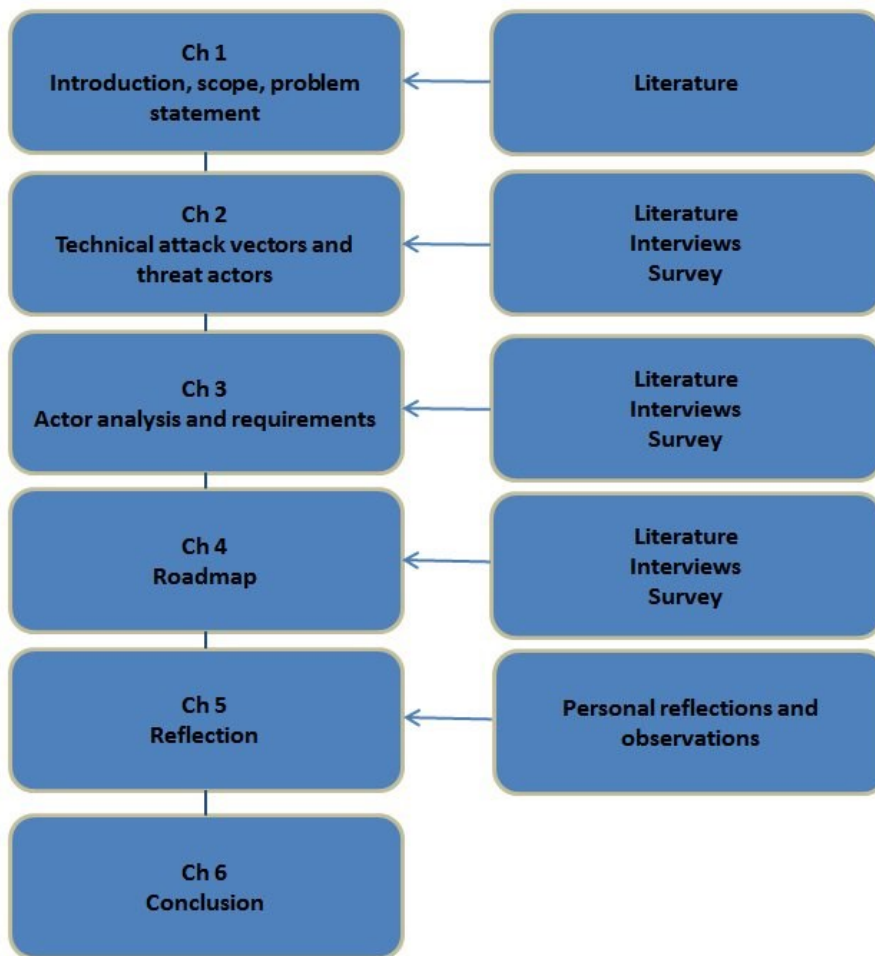 Ch 1
Introduction, scope, problem
statement
Literature
Ch 2
Technical attack vectors and
threat actors
Literature
Interviews
Survey
Ch 3
Actor analysis and requirements
Literature
Interviews
Survey
Ch 4
Roadmap
Literature
Interviews
Survey
Ch 5
Reflection
Personal reflections and
observations
Ch 6
Conclusion